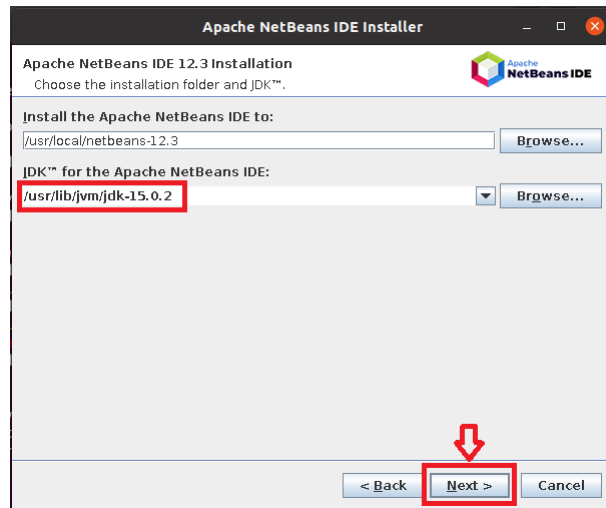 Apache NetBeans IDE Installer
Apache NetBeans IDE 12.3 Installation
Choose the installation folder and JDK™.
Apache
NetBeans IDE
Install the Apache NetBeans IDE to:
/usr/local/netbeans-12.3
Browse...
JDK™ for the Apache NetBeans IDE:
/usr/lib/jvm/jdk-15.0.2
Browse...
< Back
Next >
Cancel